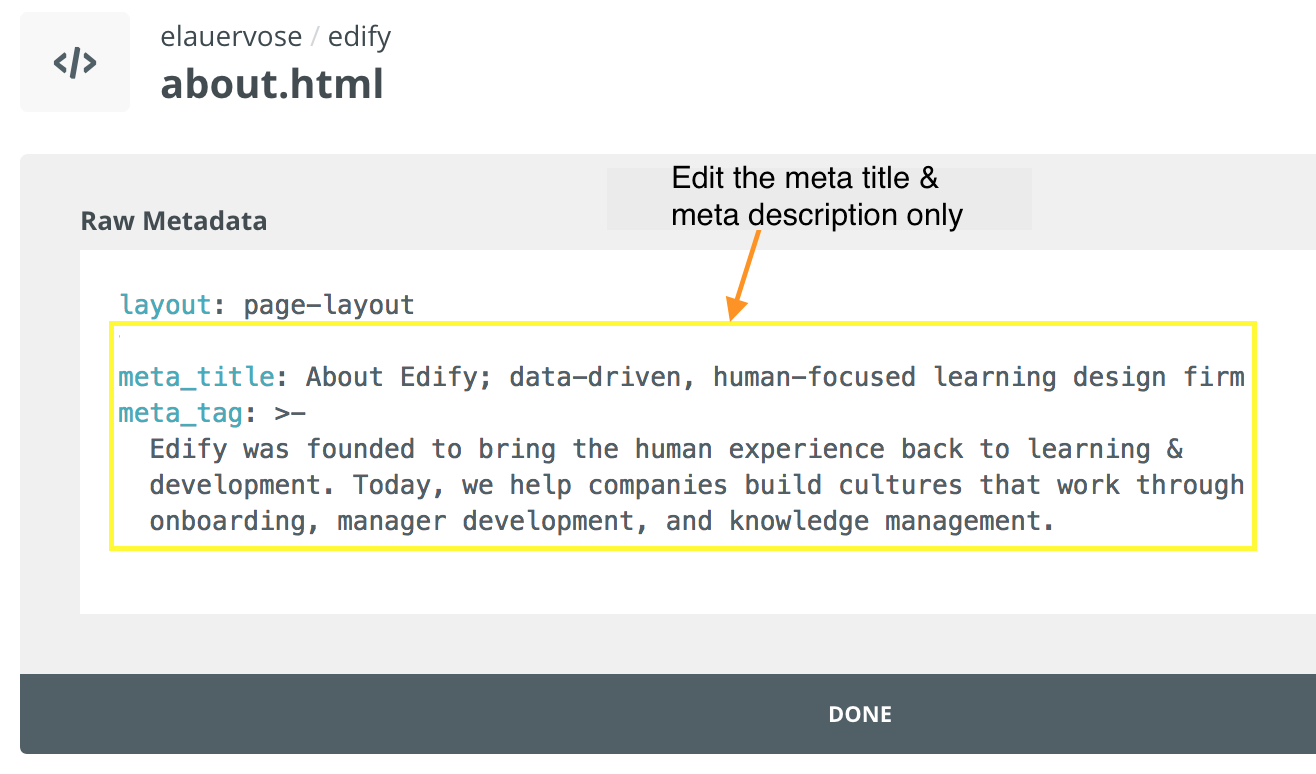 </>
elauervose / edify
about.html
Edit the meta title &
meta description only
Raw Metadata
layout: page-layout
meta_title: About Edify; data-driven, human-focused learning design firm
meta_tag: >-
Edify was founded to bring the human experience back to learning &
development. Today, we help companies build cultures that work through
onboarding, manager development, and knowledge management.
DONE